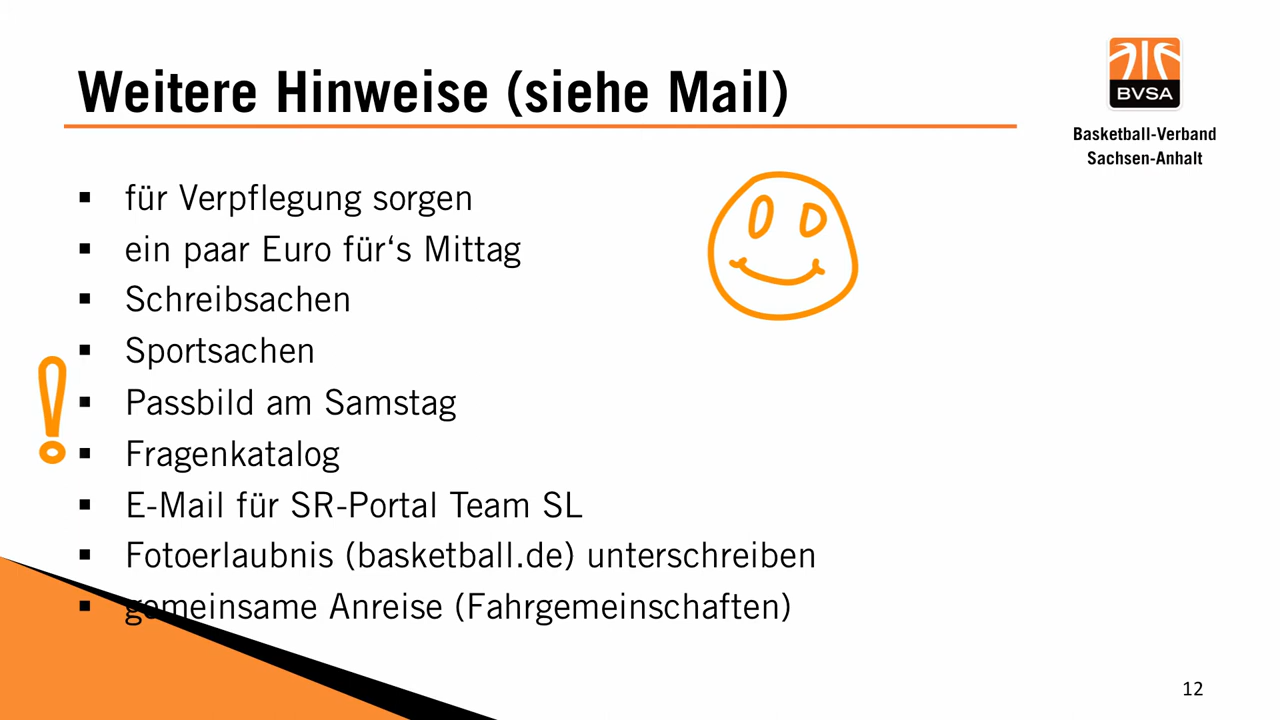 Weitere Hinweise (siehe Mail)
BVSA
Basketball-Verband
Sachsen-Anhalt
▪ für Verpflegung sorgen
▪ ein paar Euro für‘s Mittag
▪ Schreibsachen
▪ Sportsachen
!
▪ Passbild am Samstag
▪ Fragenkatalog
▪ E-Mail für SR-Portal Team SL
▪ Fotoerlaubnis (basketball.de) unterschreiben
▪ gemeinsame Anreise (Fahrgemeinschaften)
12